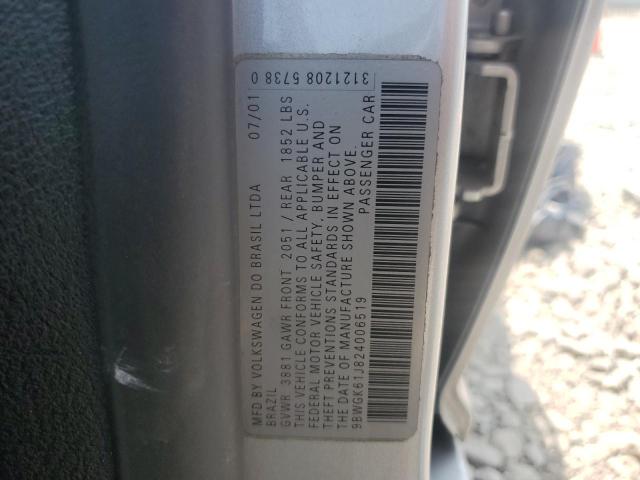 MFD BY VOLKSWAGEN DO BRASIL LTDA 07/01
BRAZIL
GVWR 3881 GAWR FRONT 2051 / REAR 1852 LBS
THIS VEHICLE CONFORMS TO ALL APPLICABLE U.S.
FEDERAL MOTOR VEHICLE SAFETY, BUMPER AND
THEFT PREVENTIONS STANDARDS IN EFFECT ON
THE DATE OF MANUFACTURE SHOWN ABOVE.
9BWGK61J824006519 PASSENGER CAR
3121208 5738 0